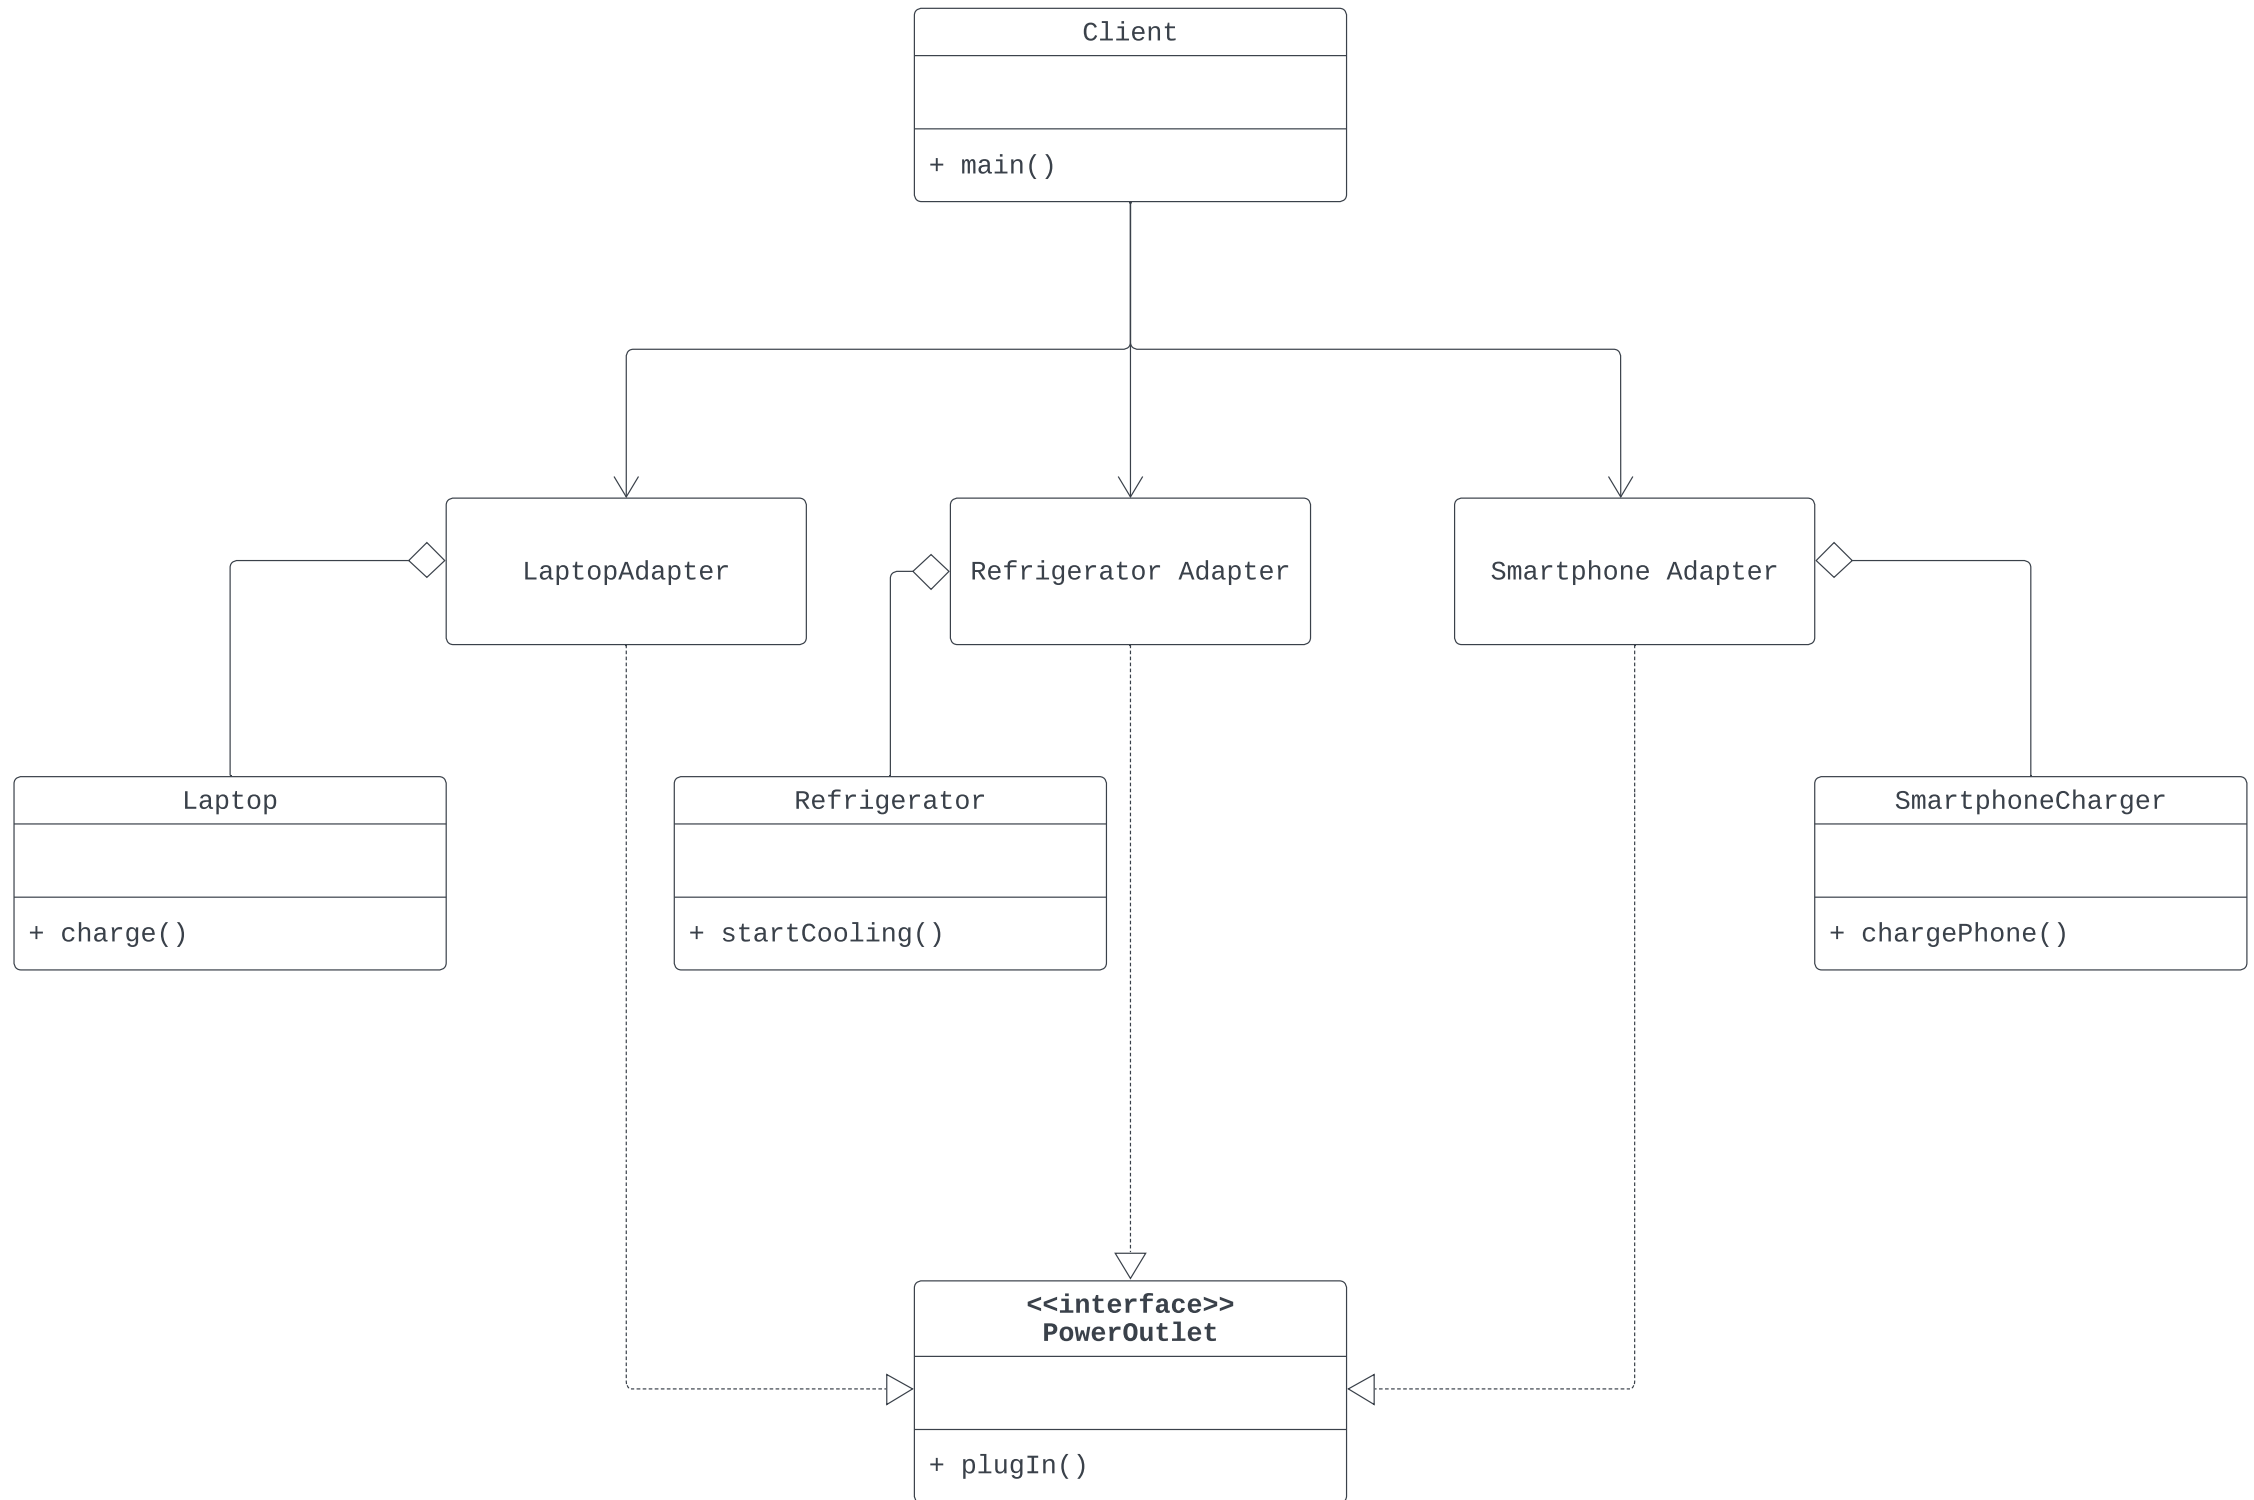 Client
+ main()
LaptopAdapter
Refrigerator Adapter
Smartphone Adapter
Laptop
+ charge()
Refrigerator
+ startCooling()
SmartphoneCharger
+ chargePhone()
<<interface>>
PowerOutlet
+ plugIn()